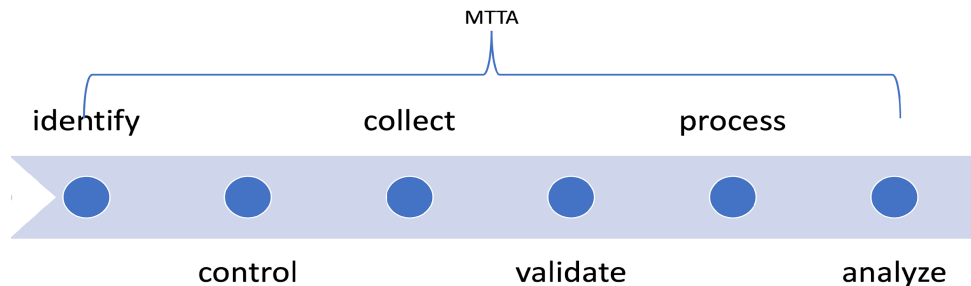 MTTA
identify
collect
process
control
validate
analyze